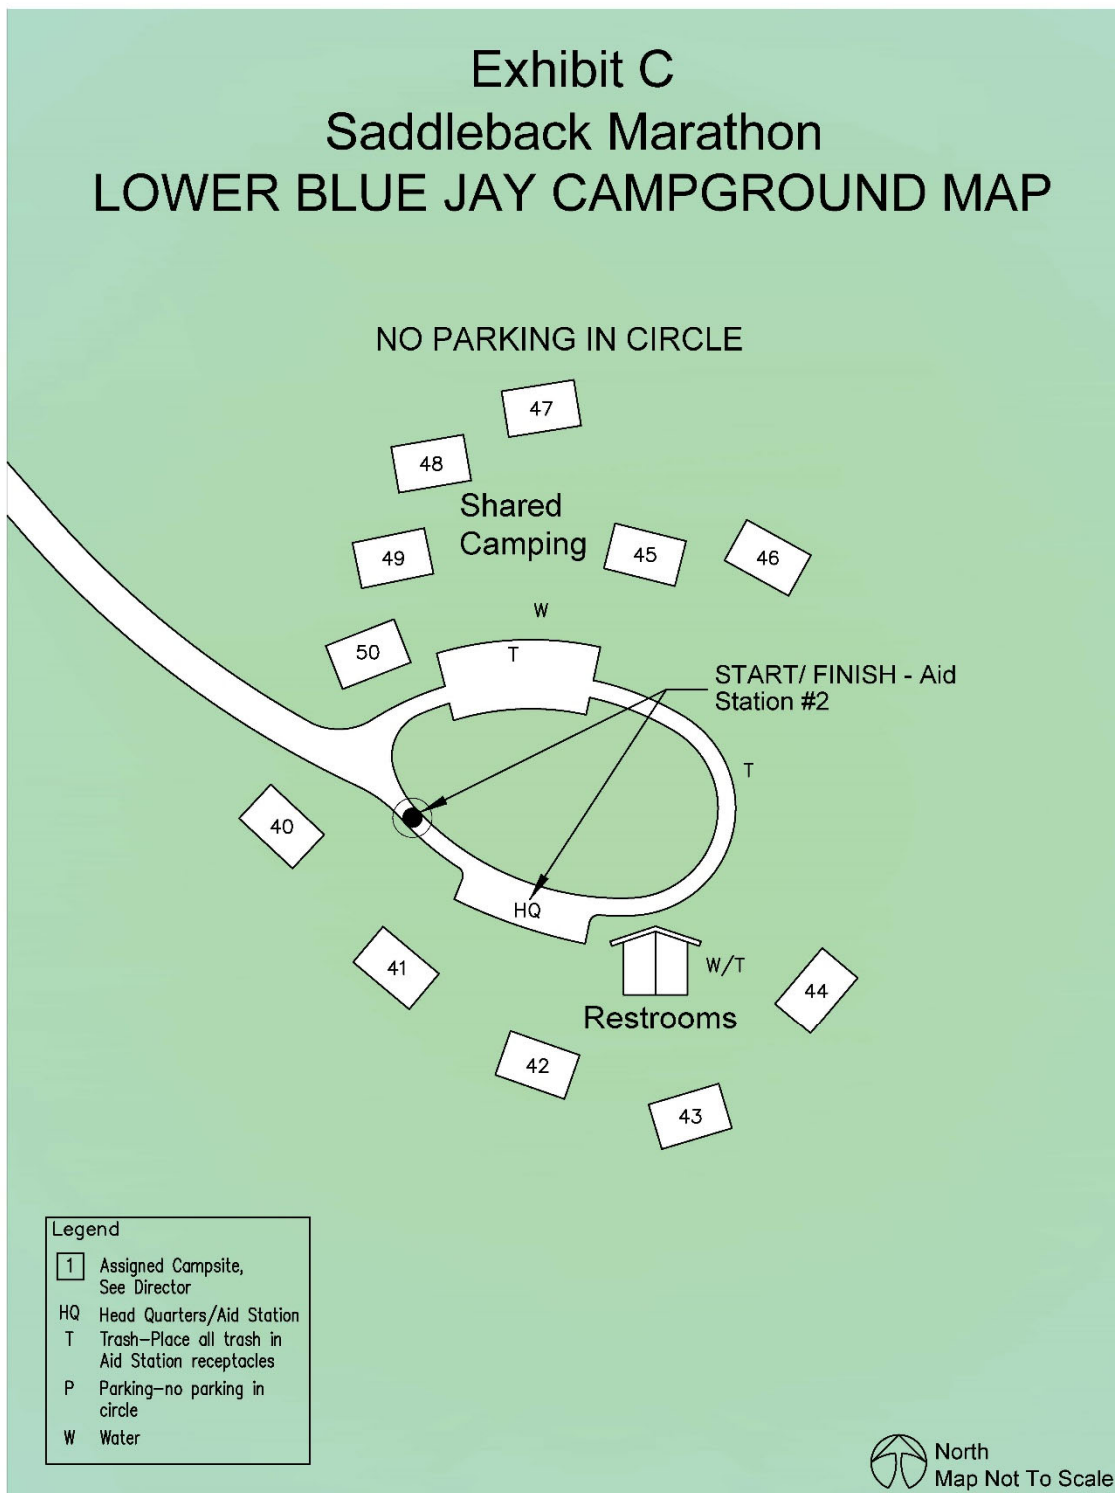 Exhibit C
Saddleback Marathon
LOWER BLUE JAY CAMPGROUND MAP
NO PARKING IN CIRCLE
47
48
Shared
Camping
49
45
46
W
50
T
START/ FINISH - Aid
Station #2
T
40
HQ
41
W/T
44
Restrooms
42
43
Legend
1 Assigned Campsite,
See Director
HQ Head Quarters/Aid Station
T Trash-Place all trash in
Aid Station receptacles
P Parking-no parking in
circle
W Water
North
Map Not To Scale